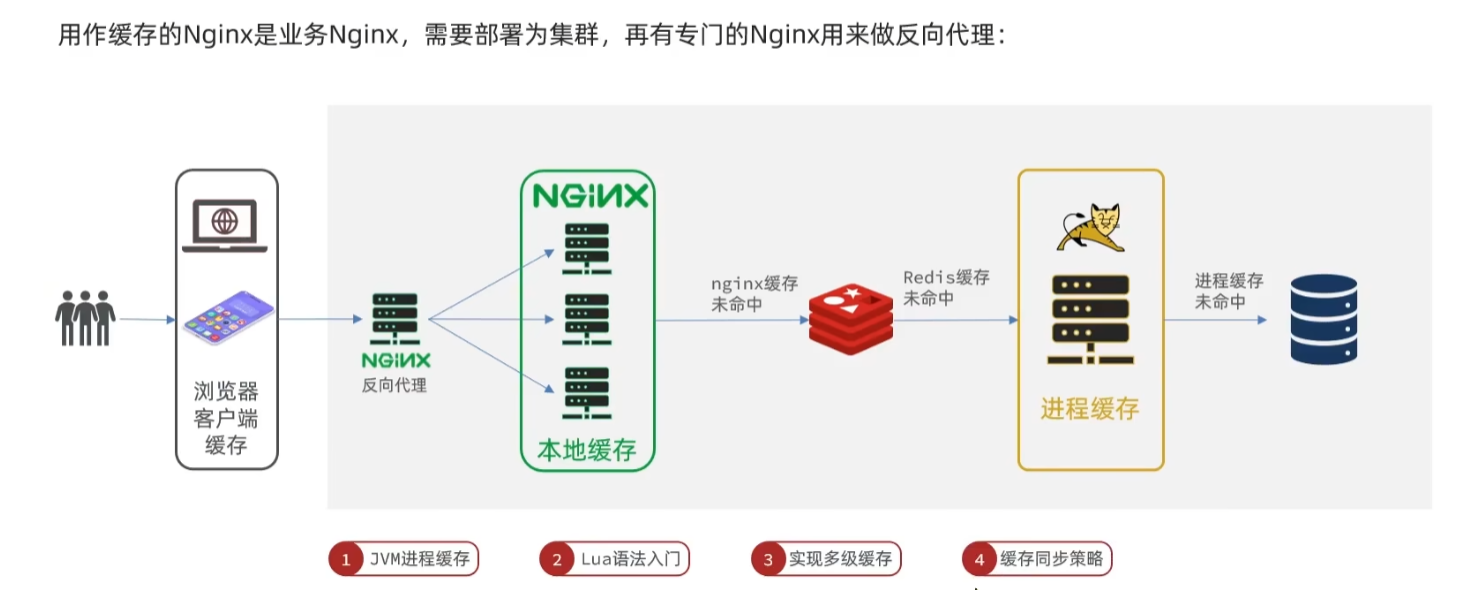 用作缓存的Nginx是业务Nginx，需要部署为集群，再有专门的Nginx用来做反向代理：
浏览器
客户端
缓存
NGiNX
反向代理
NGiNX
本地缓存
nginx缓存
未命中
Redis缓存
未命中
进程缓存
进程缓存
未命中
1 JVM进程缓存
2 Lua语法入门
3 实现多级缓存
4 缓存同步策略